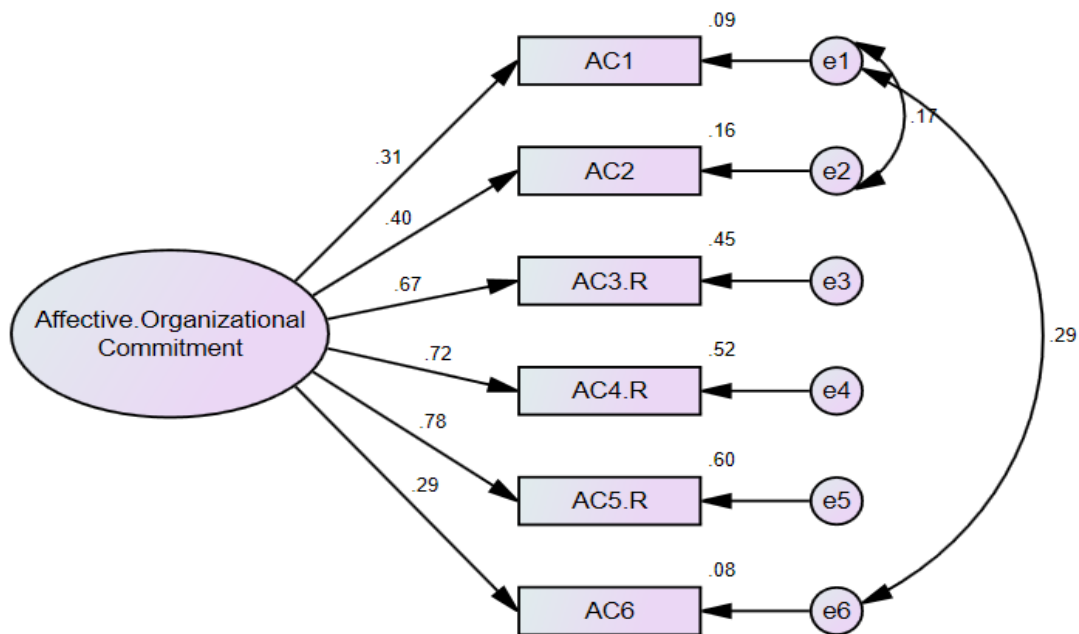 .09
AC1
e1
.31
.17
.16
AC2
e2
.40
.45
AC3.R
e3
.67
Affective.Organizational
Commitment
.29
.72
.52
AC4.R
e4
.78
.60
AC5.R
e5
.29
.08
AC6
e6